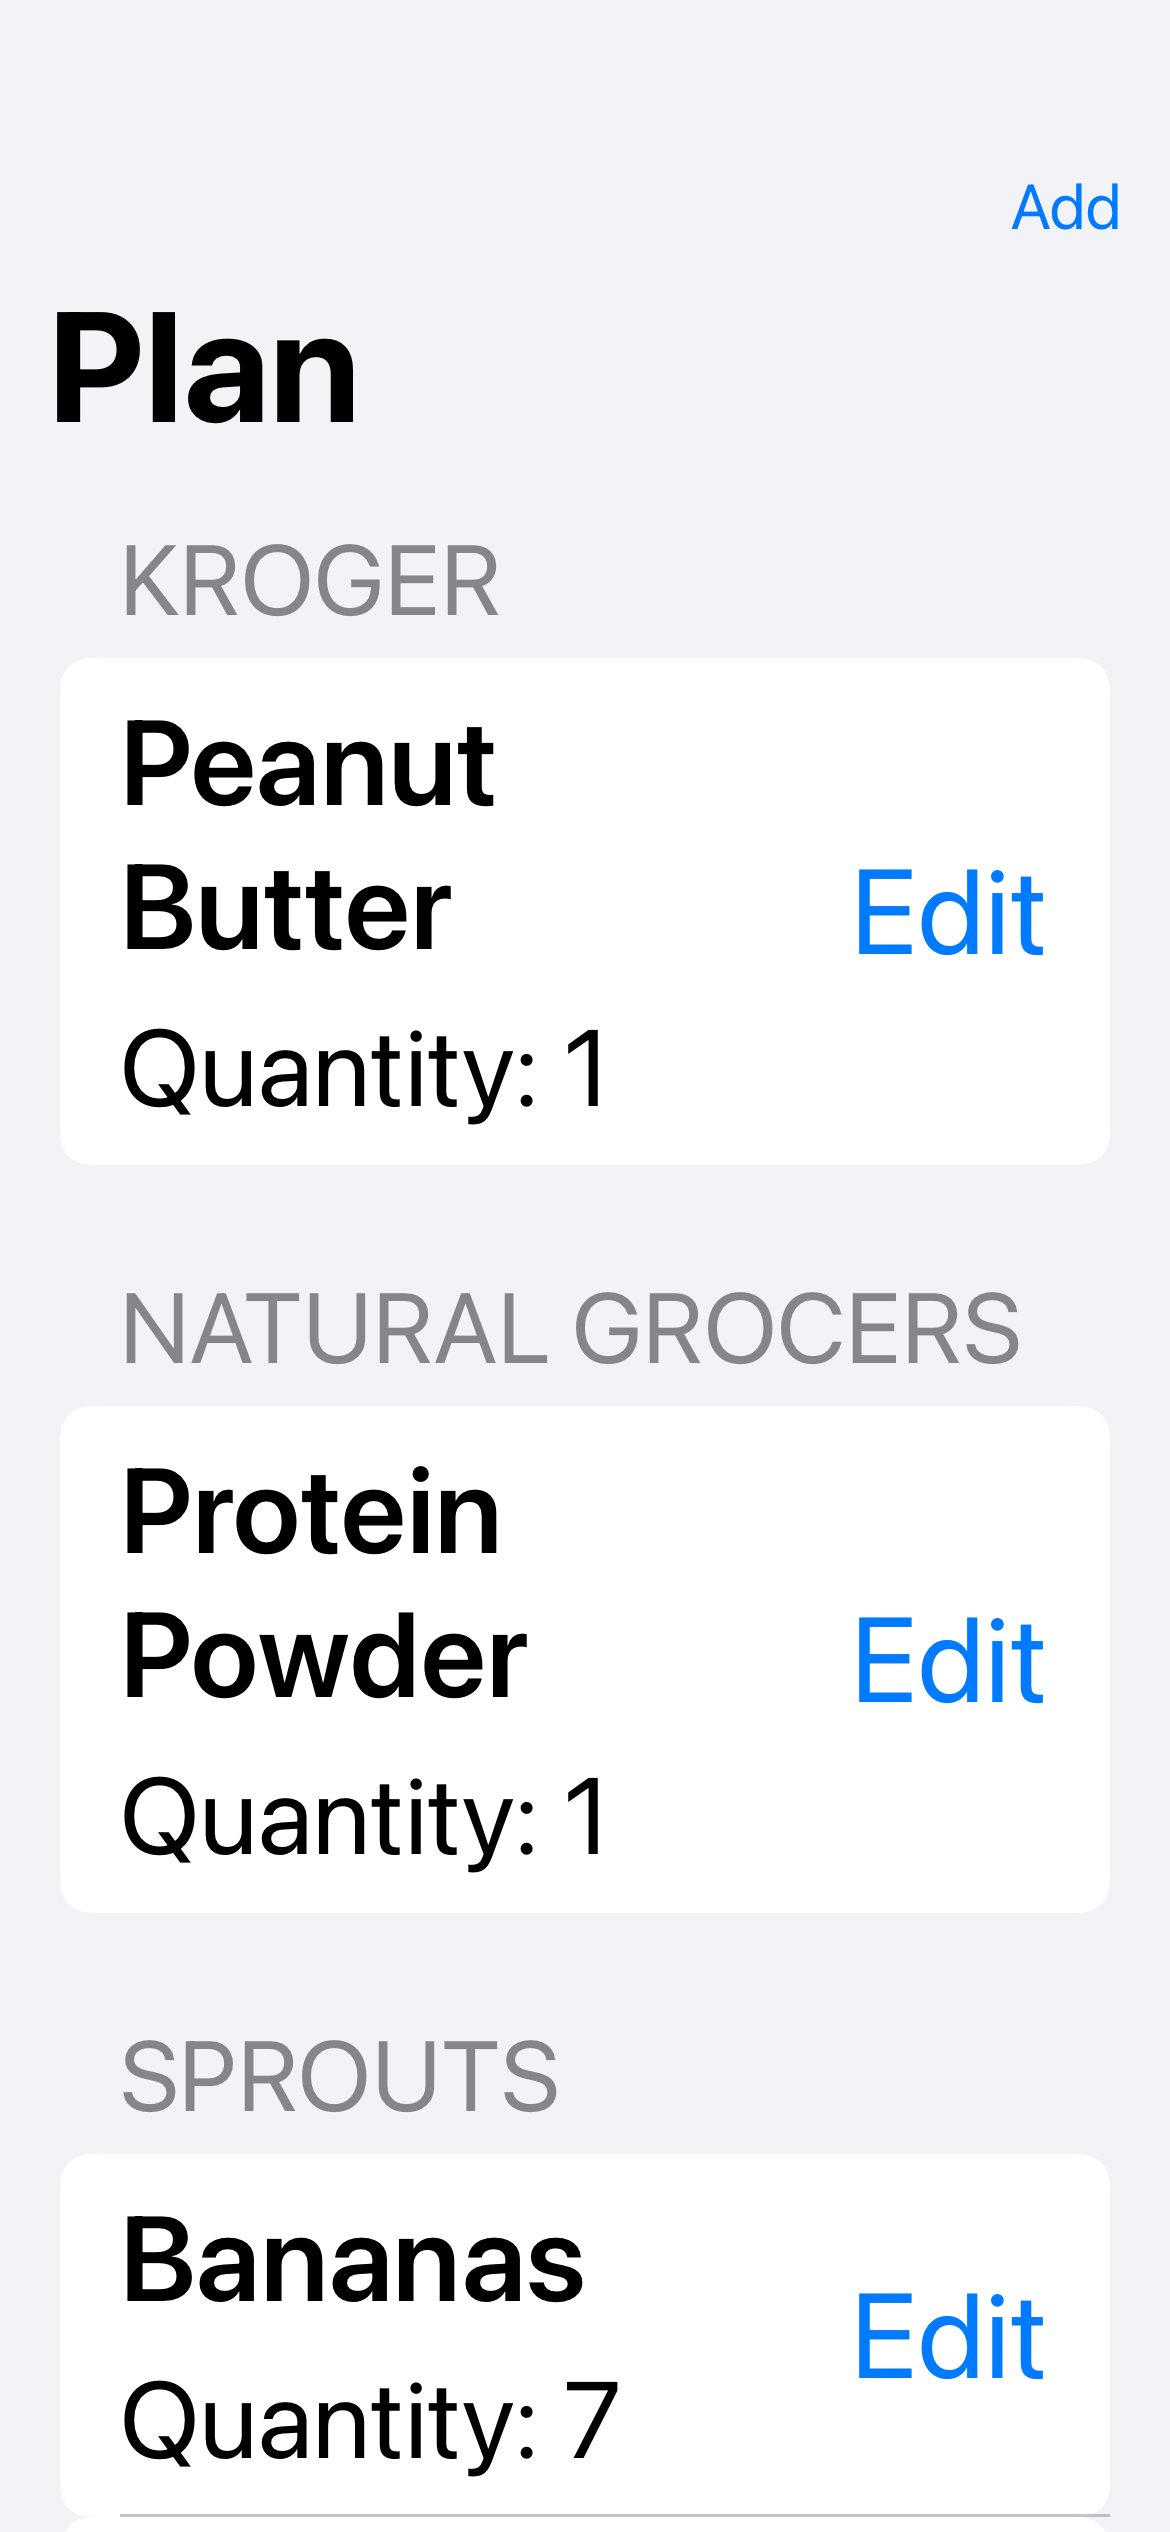 Add
Plan
KROGER
Peanut
Butter
Edit
Quantity: 1
NATURAL GROCERS
Protein
Powder
Edit
Quantity: 1
SPROUTS
Bananas
Edit
Quantity: 7